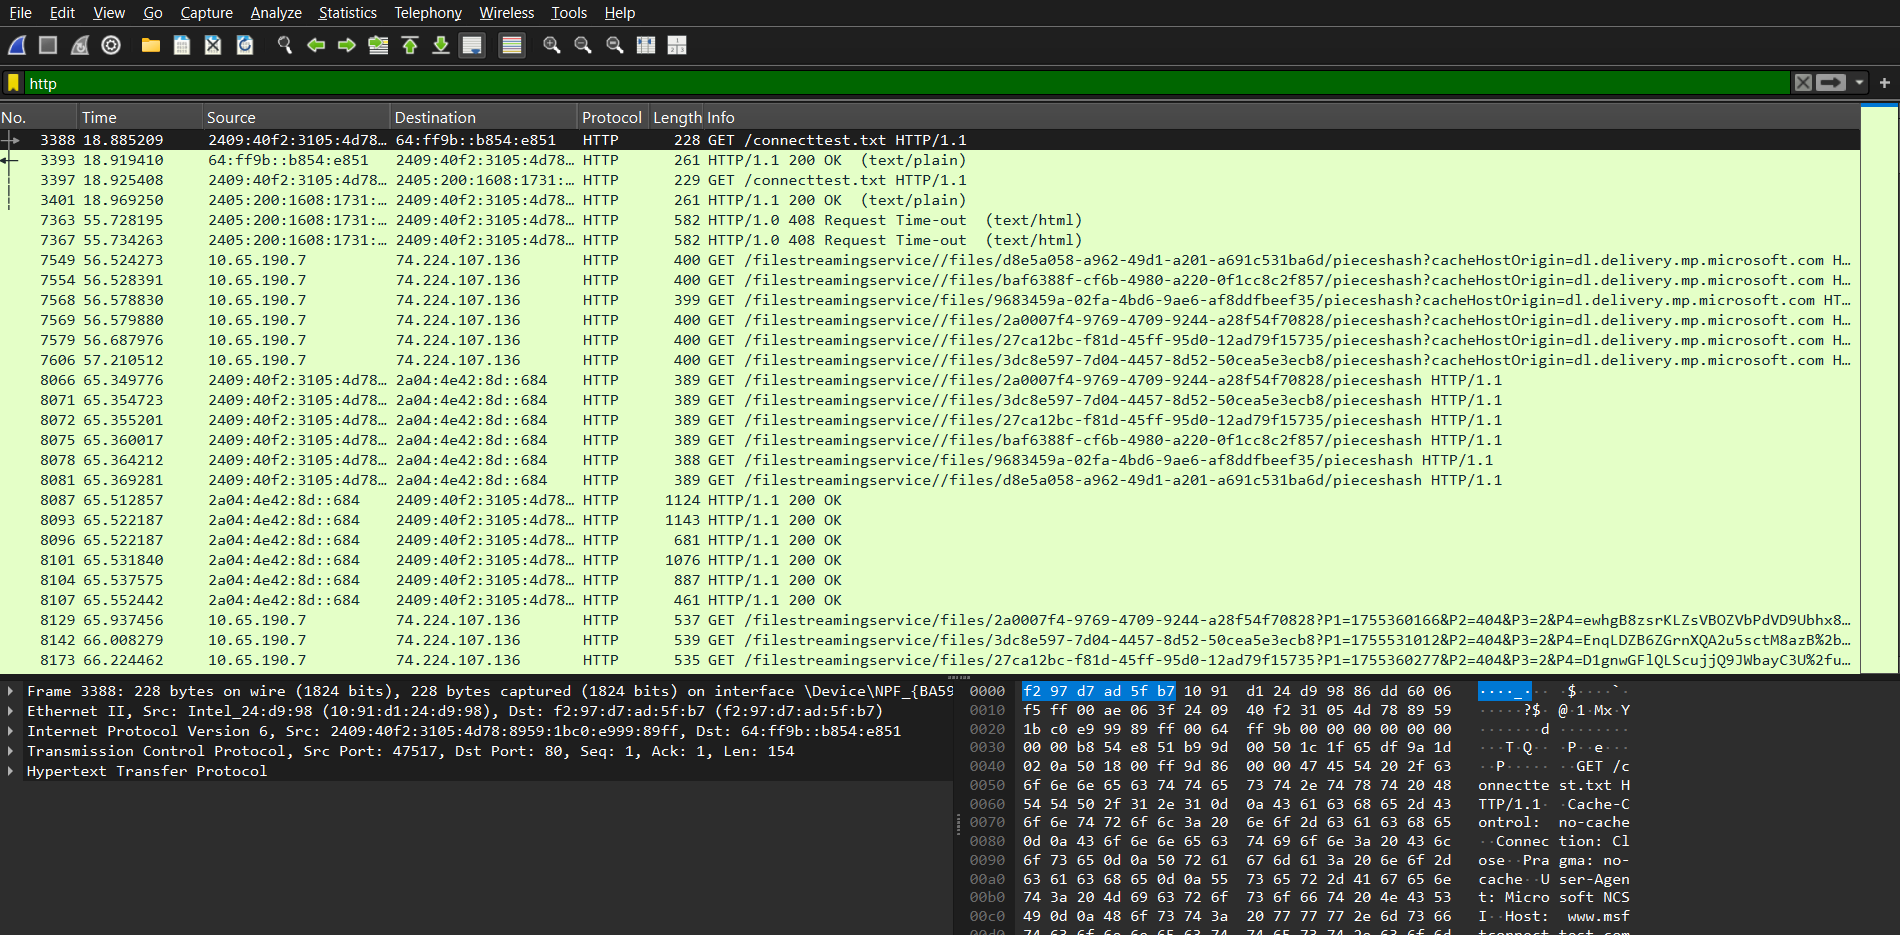 File Edit View Go Capture Analyze Statistics Telephony Wireless Tools Help
http
No. Time Source Destination Protocol Length Info
3388 18.885209 2409:40f2:3105:4d78… 64:ff9b::b854:e851 HTTP 228 GET /connecttest.txt HTTP/1.1
3393 18.919410 64:ff9b::b854:e851 2409:40f2:3105:4d78… HTTP 261 HTTP/1.1 200 OK (text/plain)
3397 18.925408 2409:40f2:3105:4d78… 2405:200:1608:1731:… HTTP 229 GET /connecttest.txt HTTP/1.1
3401 18.969250 2405:200:1608:1731:… 2409:40f2:3105:4d78… HTTP 261 HTTP/1.1 200 OK (text/plain)
7363 55.728195 2405:200:1608:1731:… 2409:40f2:3105:4d78… HTTP 582 HTTP/1.0 408 Request Time-out (text/html)
7367 55.734263 2405:200:1608:1731:… 2409:40f2:3105:4d78… HTTP 582 HTTP/1.0 408 Request Time-out (text/html)
7549 56.524273 10.65.190.7 74.224.107.136 HTTP 400 GET /filestreamingservice//files/d8e5a058-a962-49d1-a201-a691c531ba6d/pieceshash?cacheHostOrigin=dl.delivery.mp.microsoft.com H…
7554 56.528391 10.65.190.7 74.224.107.136 HTTP 400 GET /filestreamingservice//files/baf6388f-cf6b-4980-a220-0f1cc8c2f857/pieceshash?cacheHostOrigin=dl.delivery.mp.microsoft.com H…
7568 56.578830 10.65.190.7 74.224.107.136 HTTP 399 GET /filestreamingservice/files/9683459a-02fa-4bd6-9ae6-af8ddfbeef35/pieceshash?cacheHostOrigin=dl.delivery.mp.microsoft.com HT…
7569 56.579880 10.65.190.7 74.224.107.136 HTTP 400 GET /filestreamingservice//files/2a0007f4-9769-4709-9244-a28f54f70828/pieceshash?cacheHostOrigin=dl.delivery.mp.microsoft.com H…
7579 56.687976 10.65.190.7 74.224.107.136 HTTP 400 GET /filestreamingservice//files/27ca12bc-f81d-45ff-95d0-12ad79f15735/pieceshash?cacheHostOrigin=dl.delivery.mp.microsoft.com H…
7606 57.210512 10.65.190.7 74.224.107.136 HTTP 400 GET /filestreamingservice//files/3dc8e597-7d04-4457-8d52-50cea5e3ecb8/pieceshash?cacheHostOrigin=dl.delivery.mp.microsoft.com H…
8066 65.349776 2409:40f2:3105:4d78… 2a04:4e42:8d::684 HTTP 389 GET /filestreamingservice//files/2a0007f4-9769-4709-9244-a28f54f70828/pieceshash HTTP/1.1
8071 65.354723 2409:40f2:3105:4d78… 2a04:4e42:8d::684 HTTP 389 GET /filestreamingservice//files/3dc8e597-7d04-4457-8d52-50cea5e3ecb8/pieceshash HTTP/1.1
8072 65.355201 2409:40f2:3105:4d78… 2a04:4e42:8d::684 HTTP 389 GET /filestreamingservice//files/27ca12bc-f81d-45ff-95d0-12ad79f15735/pieceshash HTTP/1.1
8075 65.360017 2409:40f2:3105:4d78… 2a04:4e42:8d::684 HTTP 389 GET /filestreamingservice//files/baf6388f-cf6b-4980-a220-0f1cc8c2f857/pieceshash HTTP/1.1
8078 65.364212 2409:40f2:3105:4d78… 2a04:4e42:8d::684 HTTP 388 GET /filestreamingservice/files/9683459a-02fa-4bd6-9ae6-af8ddfbeef35/pieceshash HTTP/1.1
8081 65.369281 2409:40f2:3105:4d78… 2a04:4e42:8d::684 HTTP 389 GET /filestreamingservice//files/d8e5a058-a962-49d1-a201-a691c531ba6d/pieceshash HTTP/1.1
8087 65.512857 2a04:4e42:8d::684 2409:40f2:3105:4d78… HTTP 1124 HTTP/1.1 200 OK
8093 65.522187 2a04:4e42:8d::684 2409:40f2:3105:4d78… HTTP 1143 HTTP/1.1 200 OK
8096 65.522187 2a04:4e42:8d::684 2409:40f2:3105:4d78… HTTP 681 HTTP/1.1 200 OK
8101 65.531840 2a04:4e42:8d::684 2409:40f2:3105:4d78… HTTP 1076 HTTP/1.1 200 OK
8104 65.537575 2a04:4e42:8d::684 2409:40f2:3105:4d78… HTTP 887 HTTP/1.1 200 OK
8107 65.552442 2a04:4e42:8d::684 2409:40f2:3105:4d78… HTTP 461 HTTP/1.1 200 OK
8129 65.937456 10.65.190.7 74.224.107.136 HTTP 537 GET /filestreamingservice/files/2a0007f4-9769-4709-9244-a28f54f70828?P1=1755360166&P2=404&P3=2&P4=ewhgB8zsrKLZsVBOZVbPdVD9Ubhx8…
8142 66.008279 10.65.190.7 74.224.107.136 HTTP 539 GET /filestreamingservice/files/3dc8e597-7d04-4457-8d52-50cea5e3ecb8?P1=1755531012&P2=404&P3=2&P4=EnqLDZB6ZGrnXQA2u5sctM8azB%2b…
8173 66.224462 10.65.190.7 74.224.107.136 HTTP 535 GET /filestreamingservice/files/27ca12bc-f81d-45ff-95d0-12ad79f15735?P1=1755360277&P2=404&P3=2&P4=D1gnwGFlQLScujjQ9JWbayC3U%2fu…
Frame 3388: 228 bytes on wire (1824 bits), 228 bytes captured (1824 bits) on interface \Device\NPF_{BA59
Ethernet II, Src: Intel_24:d9:98 (10:91:d1:24:d9:98), Dst: f2:97:d7:ad:5f:b7 (f2:97:d7:ad:5f:b7)
Internet Protocol Version 6, Src: 2409:40f2:3105:4d78:8959:1bc0:e999:89ff, Dst: 64:ff9b::b854:e851
Transmission Control Protocol, Src Port: 47517, Dst Port: 80, Seq: 1, Ack: 1, Len: 154
Hypertext Transfer Protocol
0000 f2 97 d7 ad 5f b7 10 91 d1 24 d9 98 86 dd 60 06 ····_··· ·$····`·
0010 f5 ff 00 ae 06 3f 24 09 40 f2 31 05 4d 78 89 59 ·····?$· @·1·Mx·Y
0020 1b c0 e9 99 89 ff 00 64 ff 9b 00 00 00 00 00 00 ·······d ········
0030 00 00 b8 54 e8 51 b9 9d 00 50 1c 1f 65 df 9a 1d ···T·Q·· ·P··e···
0040 02 0a 50 18 00 ff 9d 86 00 00 47 45 54 20 2f 63 ··P····· ··GET /c
0050 6f 6e 6e 65 63 74 74 65 73 74 2e 74 78 74 20 48 onnectte st.txt H
0060 54 54 50 2f 31 2e 31 0d 0a 43 61 63 68 65 2d 43 TTP/1.1· ·Cache-C
0070 6f 6e 74 72 6f 6c 3a 20 6e 6f 2d 63 61 63 68 65 ontrol: no-cache
0080 0d 0a 43 6f 6e 6e 65 63 74 69 6f 6e 3a 20 43 6c ··Connec tion: Cl
0090 6f 73 65 0d 0a 50 72 61 67 6d 61 3a 20 6e 6f 2d ose··Pra gma: no-
00a0 63 61 63 68 65 0d 0a 55 73 65 72 2d 41 67 65 6e cache··U ser-Agen
00b0 74 3a 20 4d 69 63 72 6f 73 6f 66 74 20 4e 43 53 t: Micro soft NCS
00c0 49 0d 0a 48 6f 73 74 3a 20 77 77 77 2e 6d 73 66 I··Host: www.msf